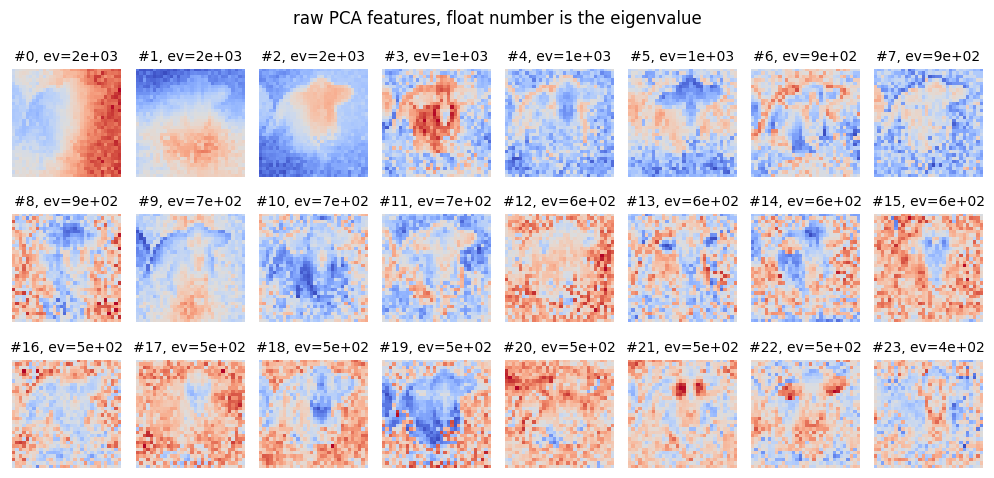 raw PCA features, float number is the eigenvalue
#0, ev=2e+03 #1, ev=2e+03 #2, ev=2e+03 #3, ev=1e+03 #4, ev=1e+03 #5, ev=1e+03 #6, ev=9e+02 #7, ev=9e+02
#8, ev=9e+02 #9, ev=7e+02 #10, ev=7e+02 #11, ev=7e+02 #12, ev=6e+02 #13, ev=6e+02 #14, ev=6e+02 #15, ev=6e+02
#16, ev=5e+02 #17, ev=5e+02 #18, ev=5e+02 #19, ev=5e+02 #20, ev=5e+02 #21, ev=5e+02 #22, ev=5e+02 #23, ev=4e+02